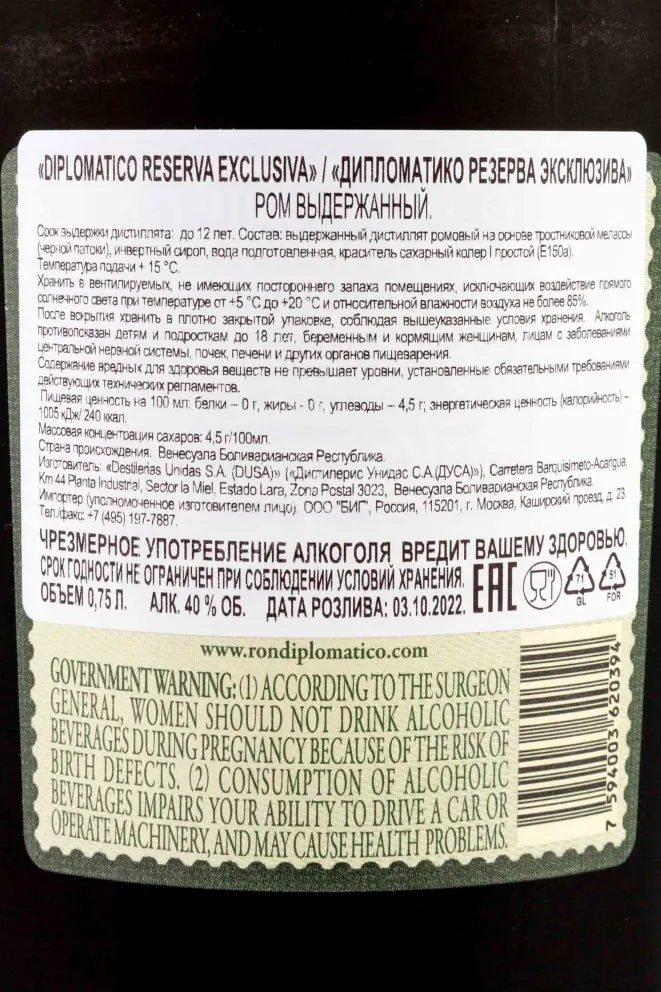 «DIPLOMATICO RESERVA EXCLUSIVA» / «ДИПЛОМАТИКО РЕЗЕРВА ЭКСКЛЮЗИВА»
РОМ ВЫДЕРЖАННЫЙ.
Срок выдержки дистиллята: до 12 лет. Состав: выдержанный дистиллят ромовый на основе тростниковой мелассы
(черной патоки), инвертный сироп, вода подготовленная, краситель сахарный колер I простой (E150a).
Температура подачи + 15 °C.
Хранить в вентилируемых, не имеющих постороннего запаха помещениях, исключающих воздействие прямого
солнечного света при температуре от +5 °C до +20 °C и относительной влажности воздуха не более 85%.
После вскрытия хранить в плотно закрытой упаковке, соблюдая вышеуказанные условия хранения. Алкоголь
противопоказан детям и подросткам до 18 лет, беременным и кормящим женщинам, лицам с заболеваниями
центральной нервной системы, почек, печени и других органов пищеварения.
Содержание вредных для здоровья веществ не превышает уровни, установленные обязательными требованиями
действующих технических регламентов.
Пищевая ценность на 100 мл: белки – 0 г, жиры - 0 г, углеводы – 4,5 г; энергетическая ценность (калорийность) –
1005 кДж/ 240 ккал.
Массовая концентрация сахаров: 4,5 г/100мл.
Страна происхождения: Венесуэла Боливарианская Республика.
Изготовитель: «Destilerias Unidas S.A. (DUSA)» («Дистилерис Унидас С.А.(ДУСА)»), Carretera Barquisimeto-Acarigua,
Km 44 Planta Industrial, Sector la Miel, Estado Lara, Zona Postal 3023, Венесуэла Боливарианская Республика.
Импортер (уполномоченное изготовителем лицо): ООО "БИГ", Россия, 115201, г. Москва, Каширский проезд, д. 23
Тел./факс: +7 (495) 197-7887.
ЧРЕЗМЕРНОЕ УПОТРЕБЛЕНИЕ АЛКОГОЛЯ ВРЕДИТ ВАШЕМУ ЗДОРОВЬЮ.
СРОК ГОДНОСТИ НЕ ОГРАНИЧЕН ПРИ СОБЛЮДЕНИИ УСЛОВИЙ ХРАНЕНИЯ.
ОБЪЕМ 0,75 Л. АЛК. 40 % ОБ. ДАТА РОЗЛИВА: 03.10.2022.
EAC
71
GL
51
FOR
www.rondiplomatico.com
GOVERNMENT WARNING: (1) ACCORDING TO THE SURGEON
GENERAL, WOMEN SHOULD NOT DRINK ALCOHOLIC
BEVERAGES DURING PREGNANCY BECAUSE OF THE RISK OF
BIRTH DEFECTS. (2) CONSUMPTION OF ALCOHOLIC
BEVERAGES IMPAIRS YOUR ABILITY TO DRIVE A CAR OR
OPERATE MACHINERY, AND MAY CAUSE HEALTH PROBLEMS.
7 594003 620394